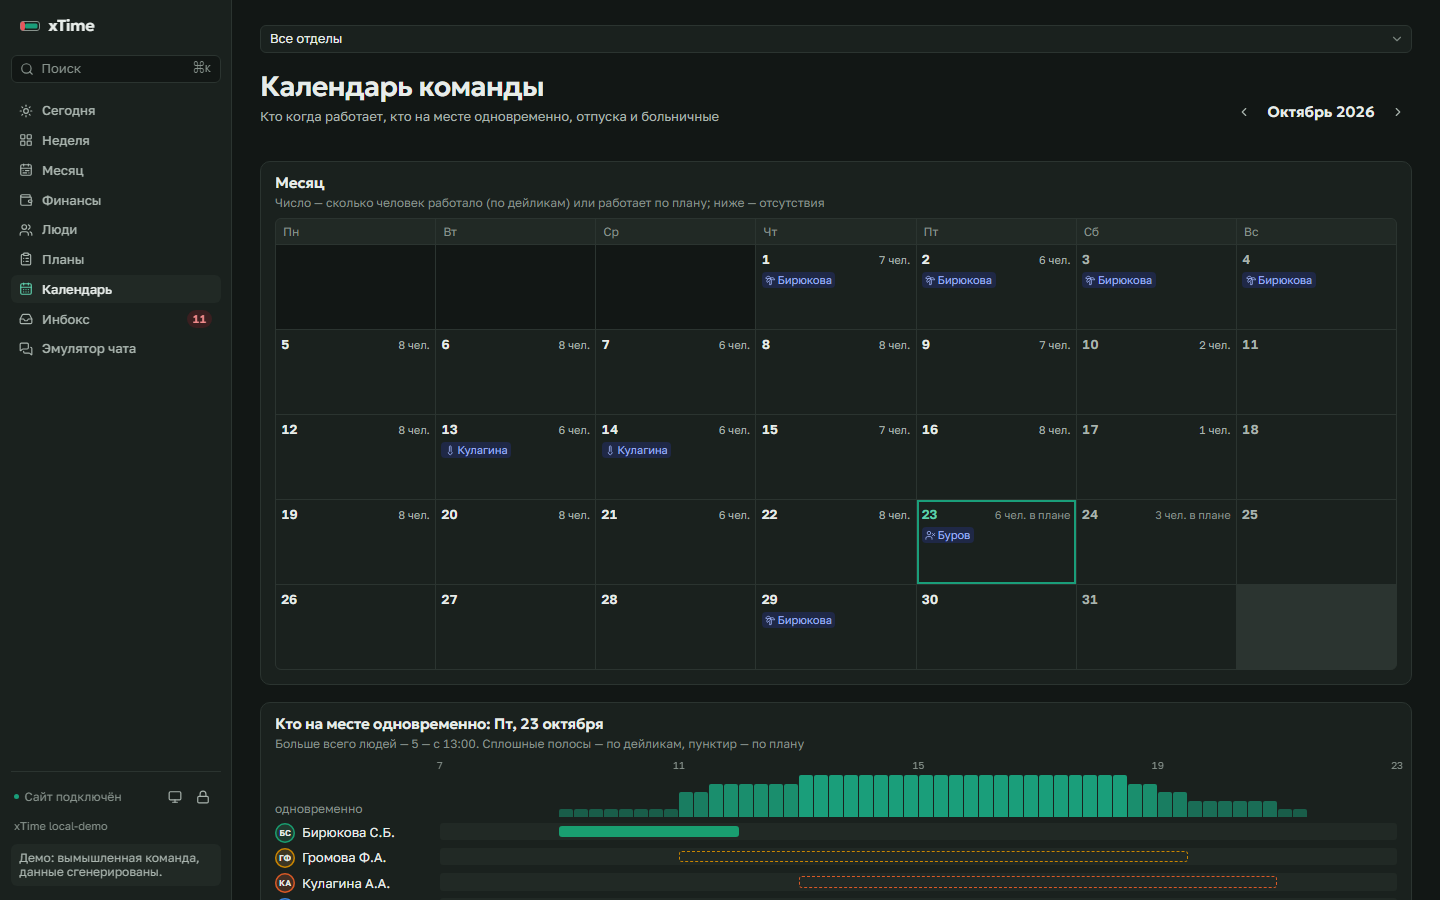 xTime
Поиск ⌘K
Сегодня
Неделя
Месяц
Финансы
Люди
Планы
Календарь
Инбокс 11
Эмулятор чата
Сайт подключён
xTime local-demo
Демо: вымышленная команда,
данные сгенерированы.
Все отделы
Календарь команды
Кто когда работает, кто на месте одновременно, отпуска и больничные
Октябрь 2026
Месяц
Число — сколько человек работало (по дейликам) или работает по плану; ниже — отсутствия
Пн Вт Ср Чт Пт Сб Вс
1 7 чел. 2 6 чел. 3 4
Бирюкова Бирюкова Бирюкова Бирюкова
5 8 чел. 6 8 чел. 7 6 чел. 8 8 чел. 9 7 чел. 10 2 чел. 11
12 8 чел. 13 6 чел. 14 6 чел. 15 7 чел. 16 8 чел. 17 1 чел. 18
Кулагина Кулагина
19 8 чел. 20 8 чел. 21 6 чел. 22 8 чел. 23 6 чел. в плане 24 3 чел. в плане 25
Буров
26 27 28 29 30 31
Бирюкова
Кто на месте одновременно: Пт, 23 октября
Больше всего людей — 5 — с 13:00. Сплошные полосы — по дейликам, пунктир — по плану
7 11 15 19 23
одновременно
БС Бирюкова С.Б.
ГФ Громова Ф.А.
КА Кулагина А.А.